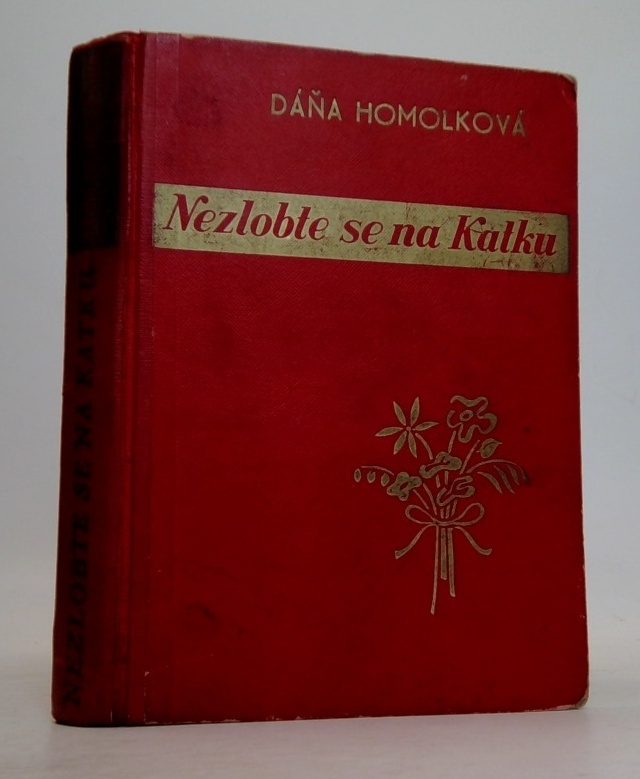 DÁŇA HOMOLKOVÁ
Nezlobte se na Katku
NEZLOBTE SE NA KATKU